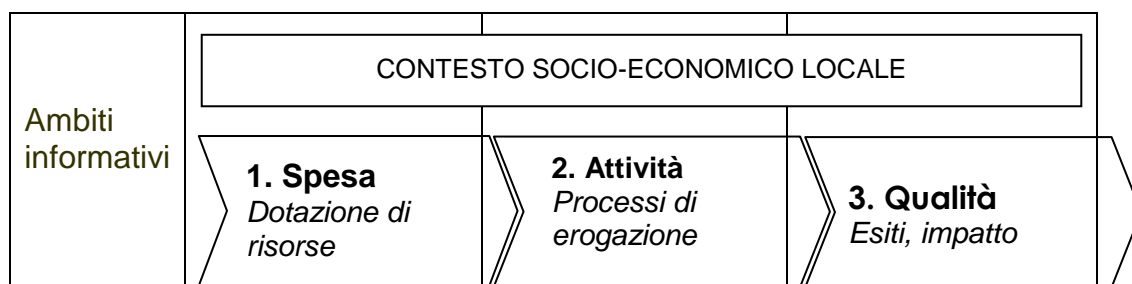 CONTESTO SOCIO-ECONOMICO LOCALE
Ambiti
informativi
1. Spesa
Dotazione di
risorse
2. Attività
Processi di
erogazione
3. Qualità
Esiti, impatto